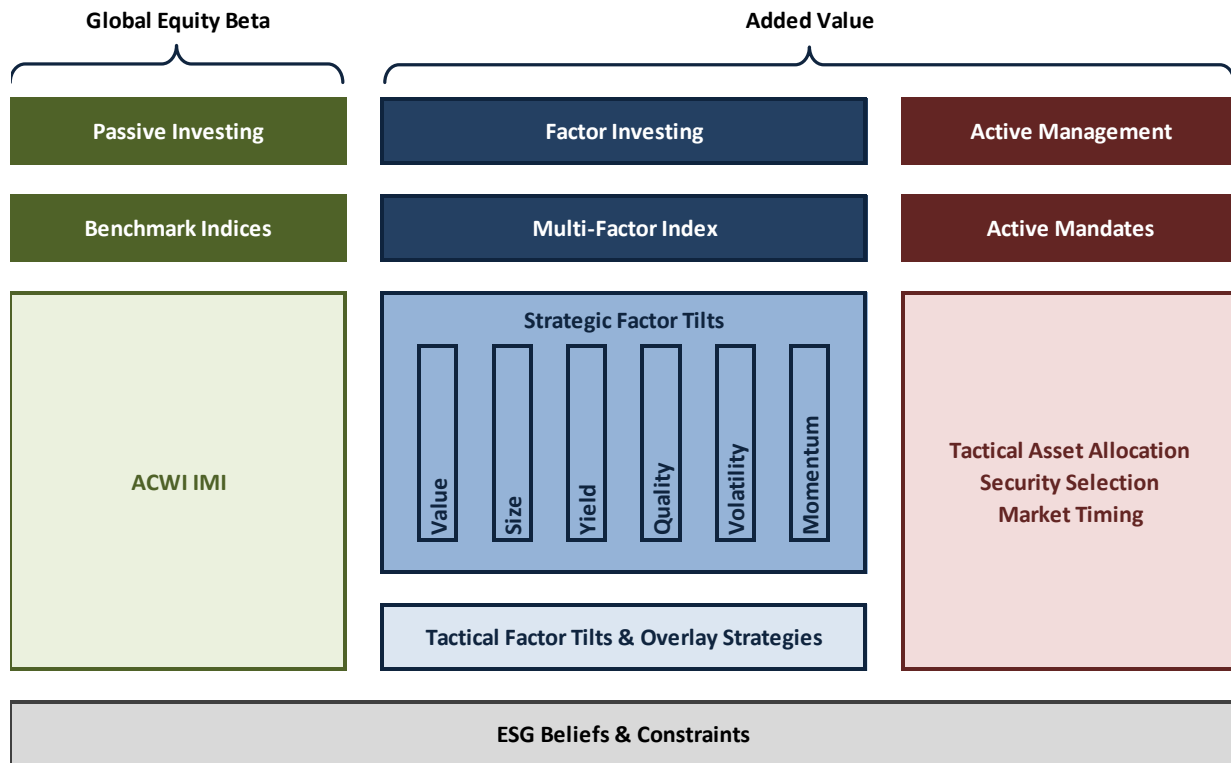 Global Equity Beta
Added Value
Passive Investing
Factor Investing
Active Management
Benchmark Indices
Multi-Factor Index
Active Mandates
Strategic Factor Tilts
Value
Size
Yield
Quality
Volatility
Momentum
ACWI IMI
Tactical Asset Allocation
Security Selection
Market Timing
Tactical Factor Tilts & Overlay Strategies
ESG Beliefs & Constraints